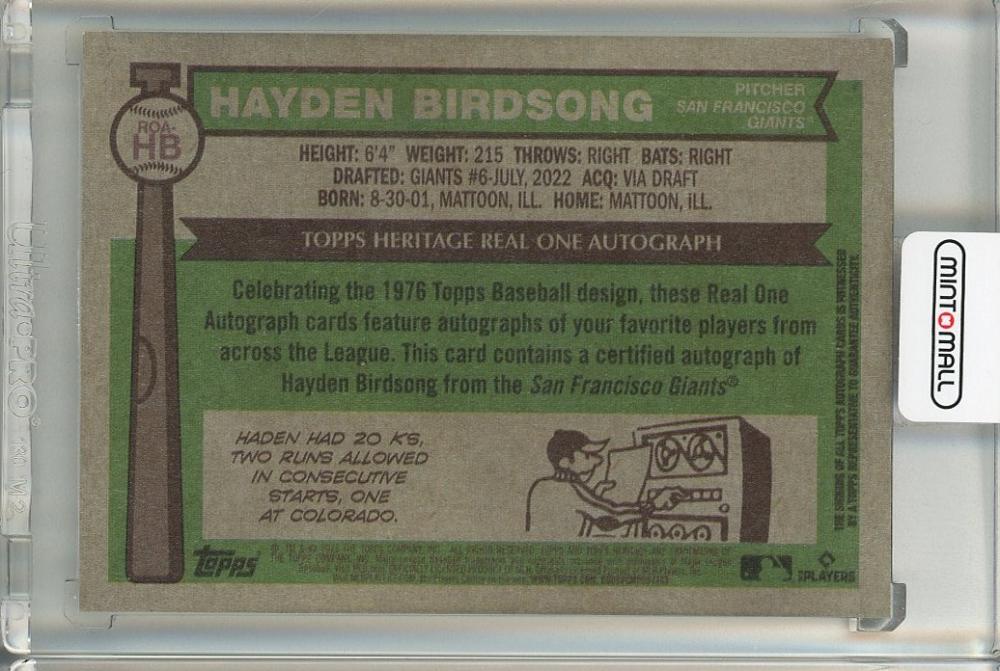 HAYDEN BIRDSONG
PITCHER
SAN FRANCISCO
GIANTS™
ROA-
HB
HEIGHT: 6'4" WEIGHT: 215 THROWS: RIGHT BATS: RIGHT
DRAFTED: GIANTS #6-JULY, 2022 ACQ: VIA DRAFT
BORN: 8-30-01, MATTOON, ILL. HOME: MATTOON, ILL.
TOPPS HERITAGE REAL ONE AUTOGRAPH
Celebrating the 1976 Topps Baseball design, these Real One
Autograph cards feature autographs of your favorite players from
across the League. This card contains a certified autograph of
Hayden Birdsong from the San Francisco Giants®
HADEN HAD 20 K'S,
TWO RUNS ALLOWED
IN CONSECUTIVE
STARTS, ONE
AT COLORADO.
THE SIGNING OF ALL TOPPS AUTOGRAPH CARDS IS WITNESSED
BY A TOPPS REPRESENTATIVE TO GUARANTEE AUTHENTICITY.
topps
PLAYERS
MINTOMALL
Ultra•PRO®